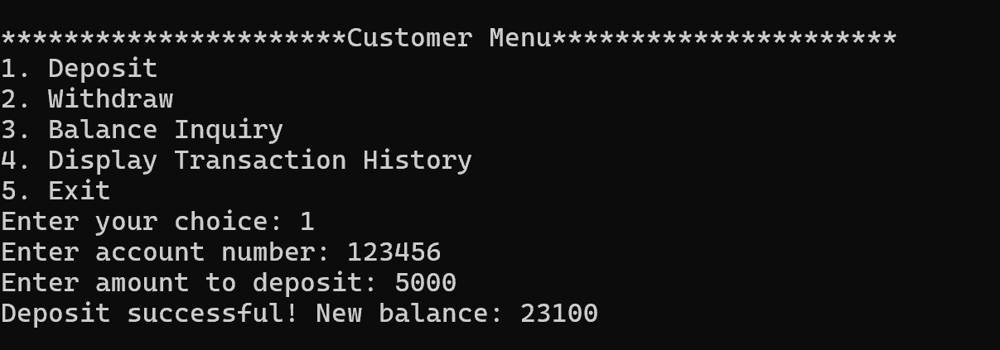 **********************Customer Menu**********************
1. Deposit
2. Withdraw
3. Balance Inquiry
4. Display Transaction History
5. Exit
Enter your choice: 1
Enter account number: 123456
Enter amount to deposit: 5000
Deposit successful! New balance: 23100